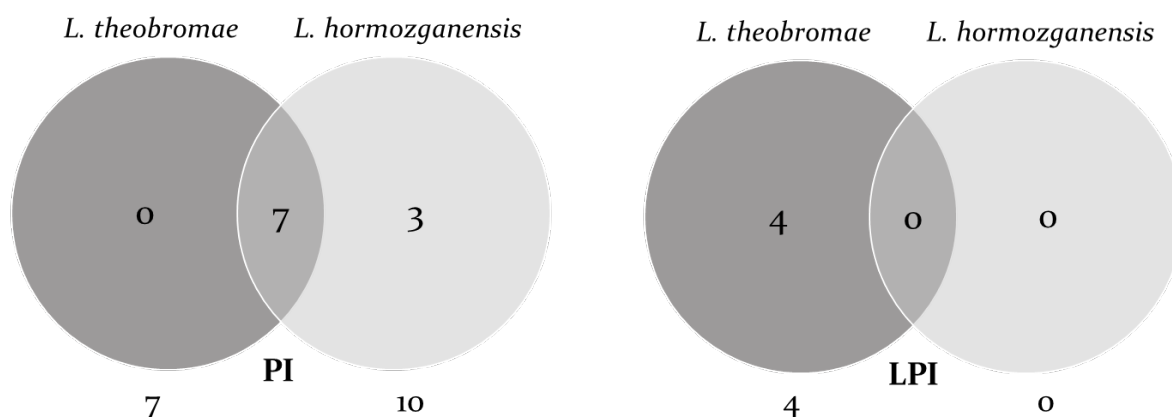 L. theobromae L. hormozganensis
0 7 3
PI
7 10
L. theobromae L. hormozganensis
4 0 0
LPI
4 0